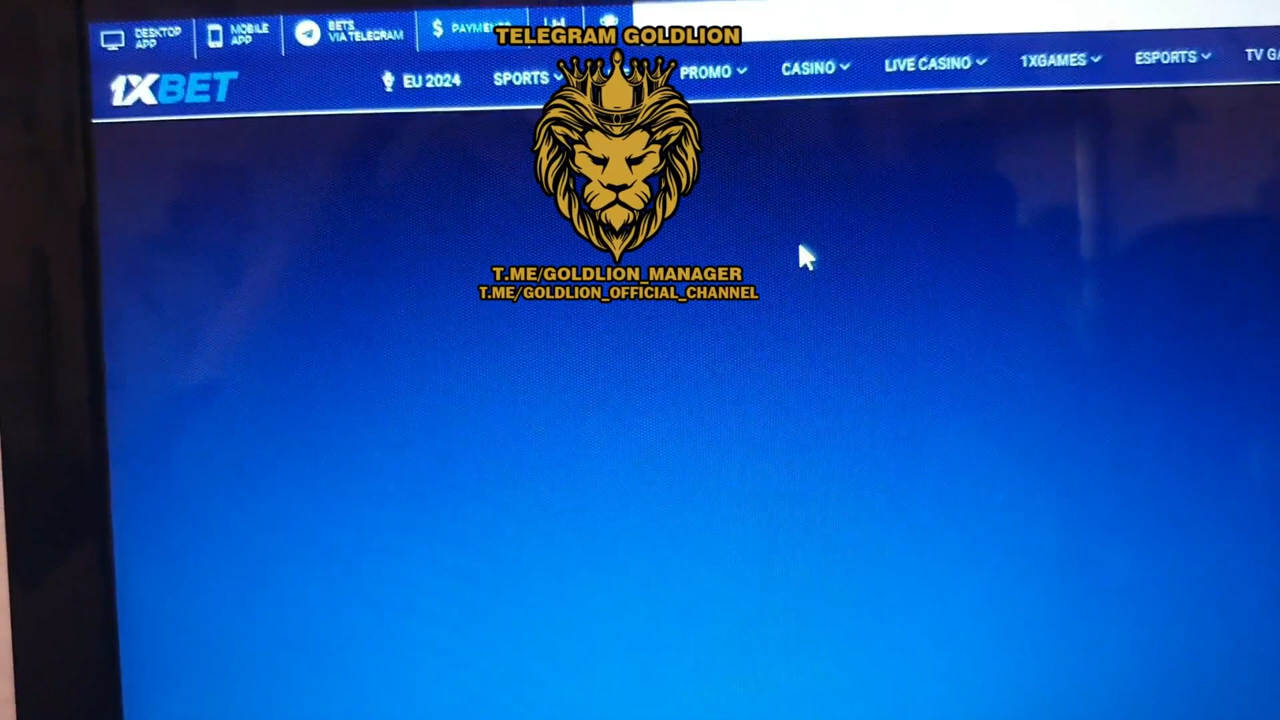 DESKTOP
APP
MOBILE
APP
BETS
VIA TELEGRAM
$
TELEGRAM GOLDLION
1XBET
EU 2024
SPORTS
PROMO
CASINO
LIVE CASINO
1XGAMES
ESPORTS
TV
T.ME/GOLDLION_MANAGER
T.ME/GOLDLION_OFFICIAL_CHANNEL